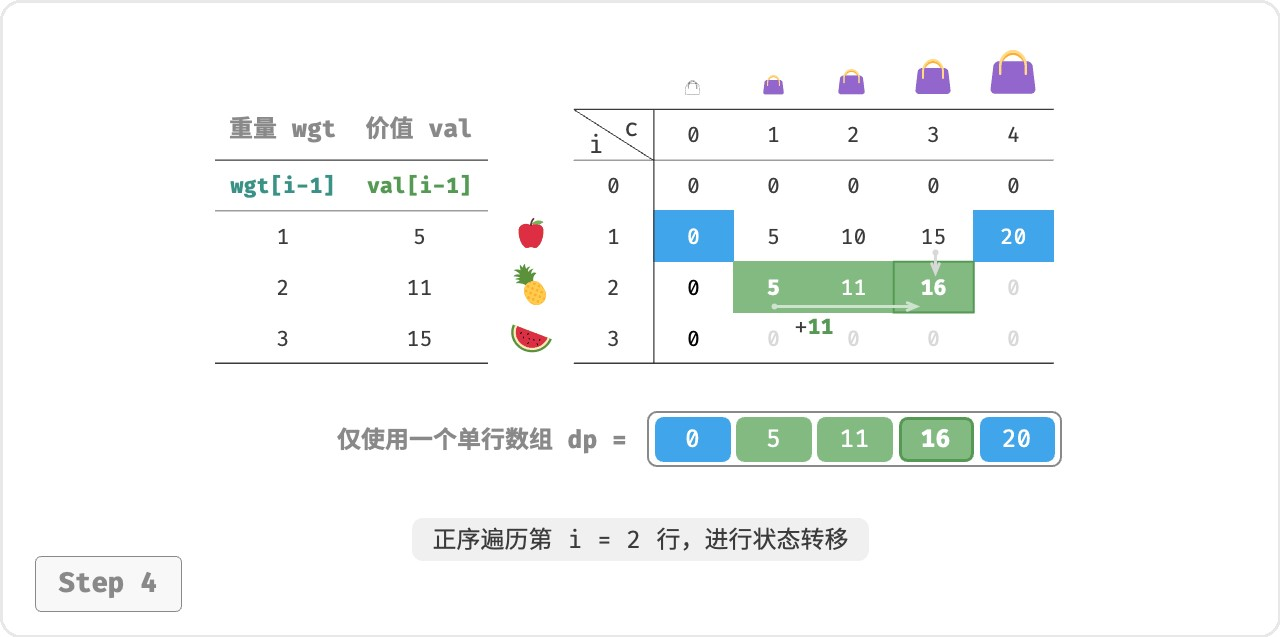 重量 wgt 价值 val
c
i
0 1 2 3 4
wgt[i-1] val[i-1]
0 0 0 0 0 0
1 5
1 0 5 10 15 20
2 11
2 0 5 11 16 0
+11
3 15
3 0 0 0 0 0
仅使用一个单行数组 dp = 0 5 11 16 20
正序遍历第 i = 2 行，进行状态转移
Step 4